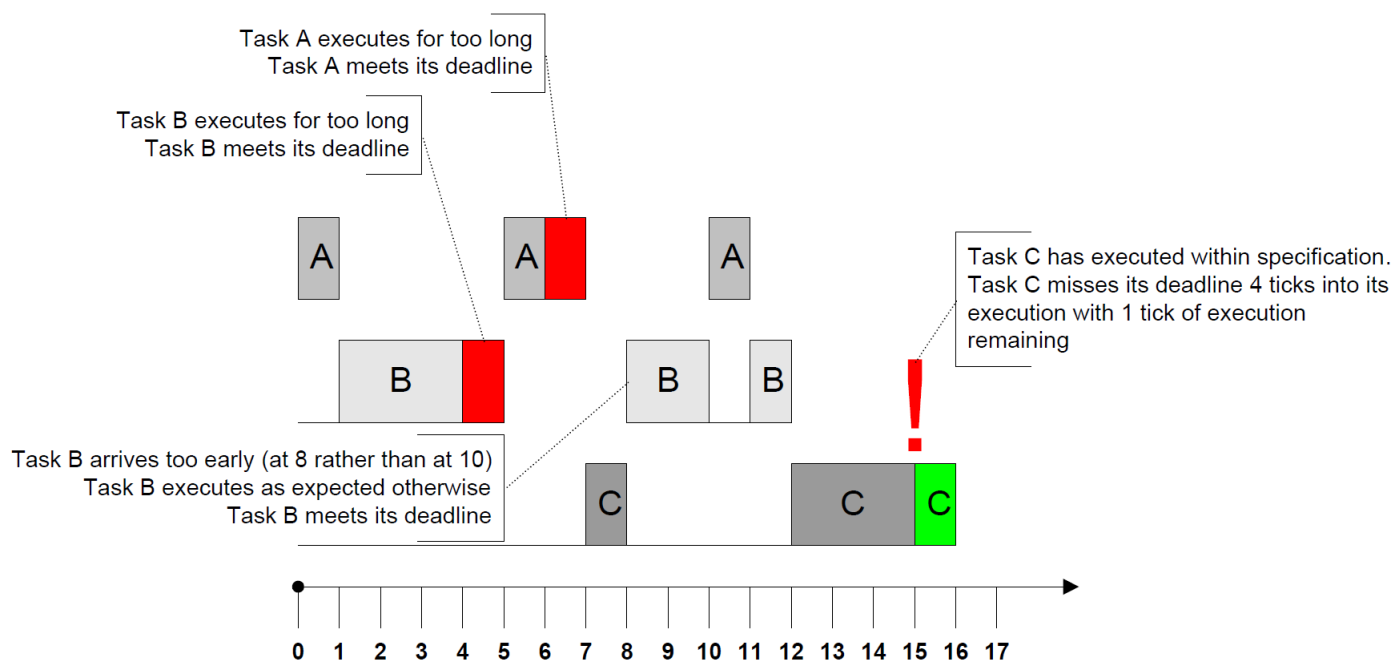 Task A executes for too long
Task A meets its deadline
Task B executes for too long
Task B meets its deadline
A
A
A
Task C has executed within specification.
Task C misses its deadline 4 ticks into its
execution with 1 tick of execution
remaining
B
B
B
!
Task B arrives too early (at 8 rather than at 10)
Task B executes as expected otherwise
Task B meets its deadline
C
C
C
0 1 2 3 4 5 6 7 8 9 10 11 12 13 14 15 16 17